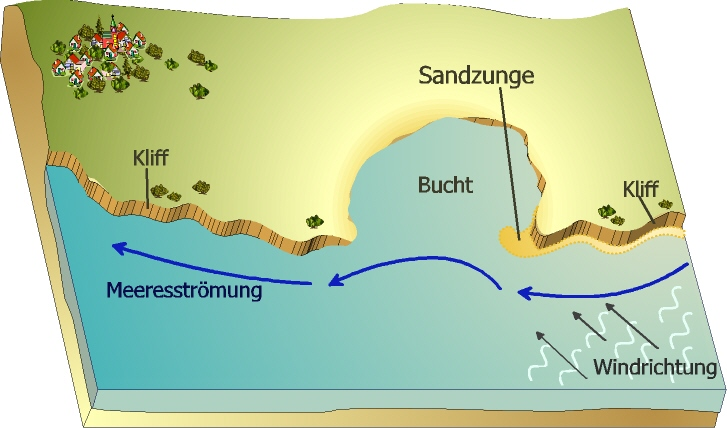 Sandzunge
Kliff
Bucht
Kliff
Meeresströmung
Windrichtung